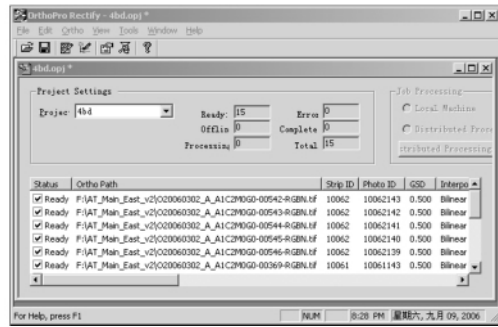 OrthoPro Rectify - 4bd.opj *
File Edit Ortho View Tools Window Help
4bd.opj *
Project Settings
Projec 4bd
Ready: 15 Erro 0
Offlin 0 Complete 0
Processing 0 Total 15
Job Processing
Local Machine
Distributed Proce
tributed Processing
Status Ortho Path Strip ID Photo ID GSD Interpo
Ready F:\AT_Main_East_v2\O20060302_A_A1C2M0G0-00542-RGBN.tif 10062 10062143 0.500 Bilinear
Ready F:\AT_Main_East_v2\O20060302_A_A1C2M0G0-00543-RGBN.tif 10062 10062142 0.500 Bilinear
Ready F:\AT_Main_East_v2\O20060302_A_A1C2M0G0-00544-RGBN.tif 10062 10062141 0.500 Bilinear
Ready F:\AT_Main_East_v2\O20060302_A_A1C2M0G0-00545-RGBN.tif 10062 10062140 0.500 Bilinear
Ready F:\AT_Main_East_v2\O20060302_A_A1C2M0G0-00546-RGBN.tif 10062 10062139 0.500 Bilinear
Ready F:\AT_Main_East_v2\O20060302_A_A1C2M0G0-00369-RGBN.tif 10061 10061143 0.500 Bilinear
For Help, press F1 NUM 8:28 PM 星期六, 九月 09, 2006